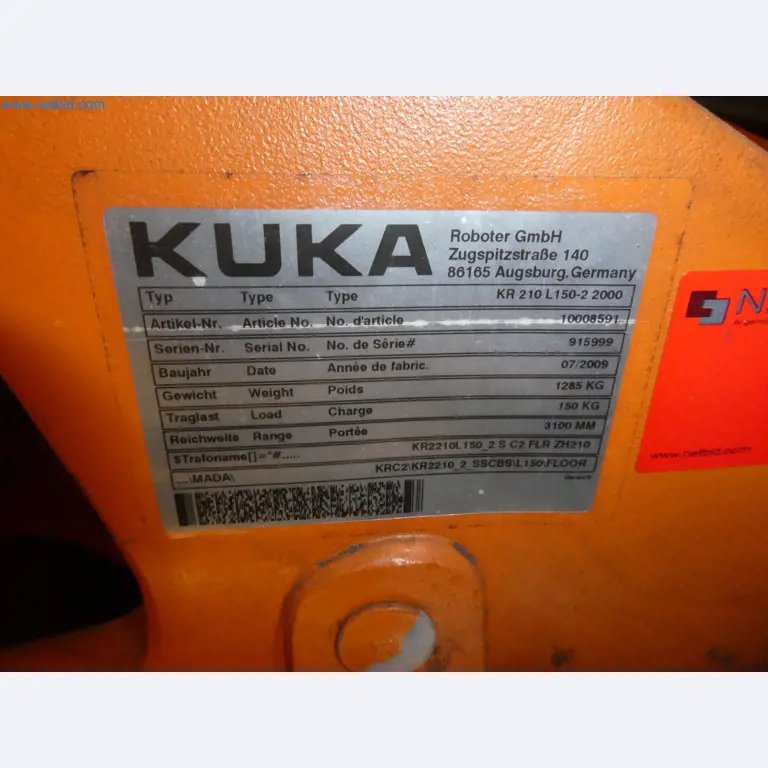 www.netbid.com
KUKA
Roboter GmbH
Zugspitzstraße 140
86165 Augsburg, Germany
Typ Type Type KR 210 L150-2 2000
Artikel-Nr. Article No. No. d'article 10008591
Serien-Nr. Serial No. No. de Série# 915999
Baujahr Date Année de fabric. 07/2009
Gewicht Weight Poids 1285 KG
Traglast Load Charge 150 KG
Reichweite Range Portée 3100 MM
$Trafoname[]="#..... KR2210L150_2 S C2 FLR ZH210
...\MADA\ KRC2\KR2210_2_SSCBS\L150\FLOOR
www.netbid.com